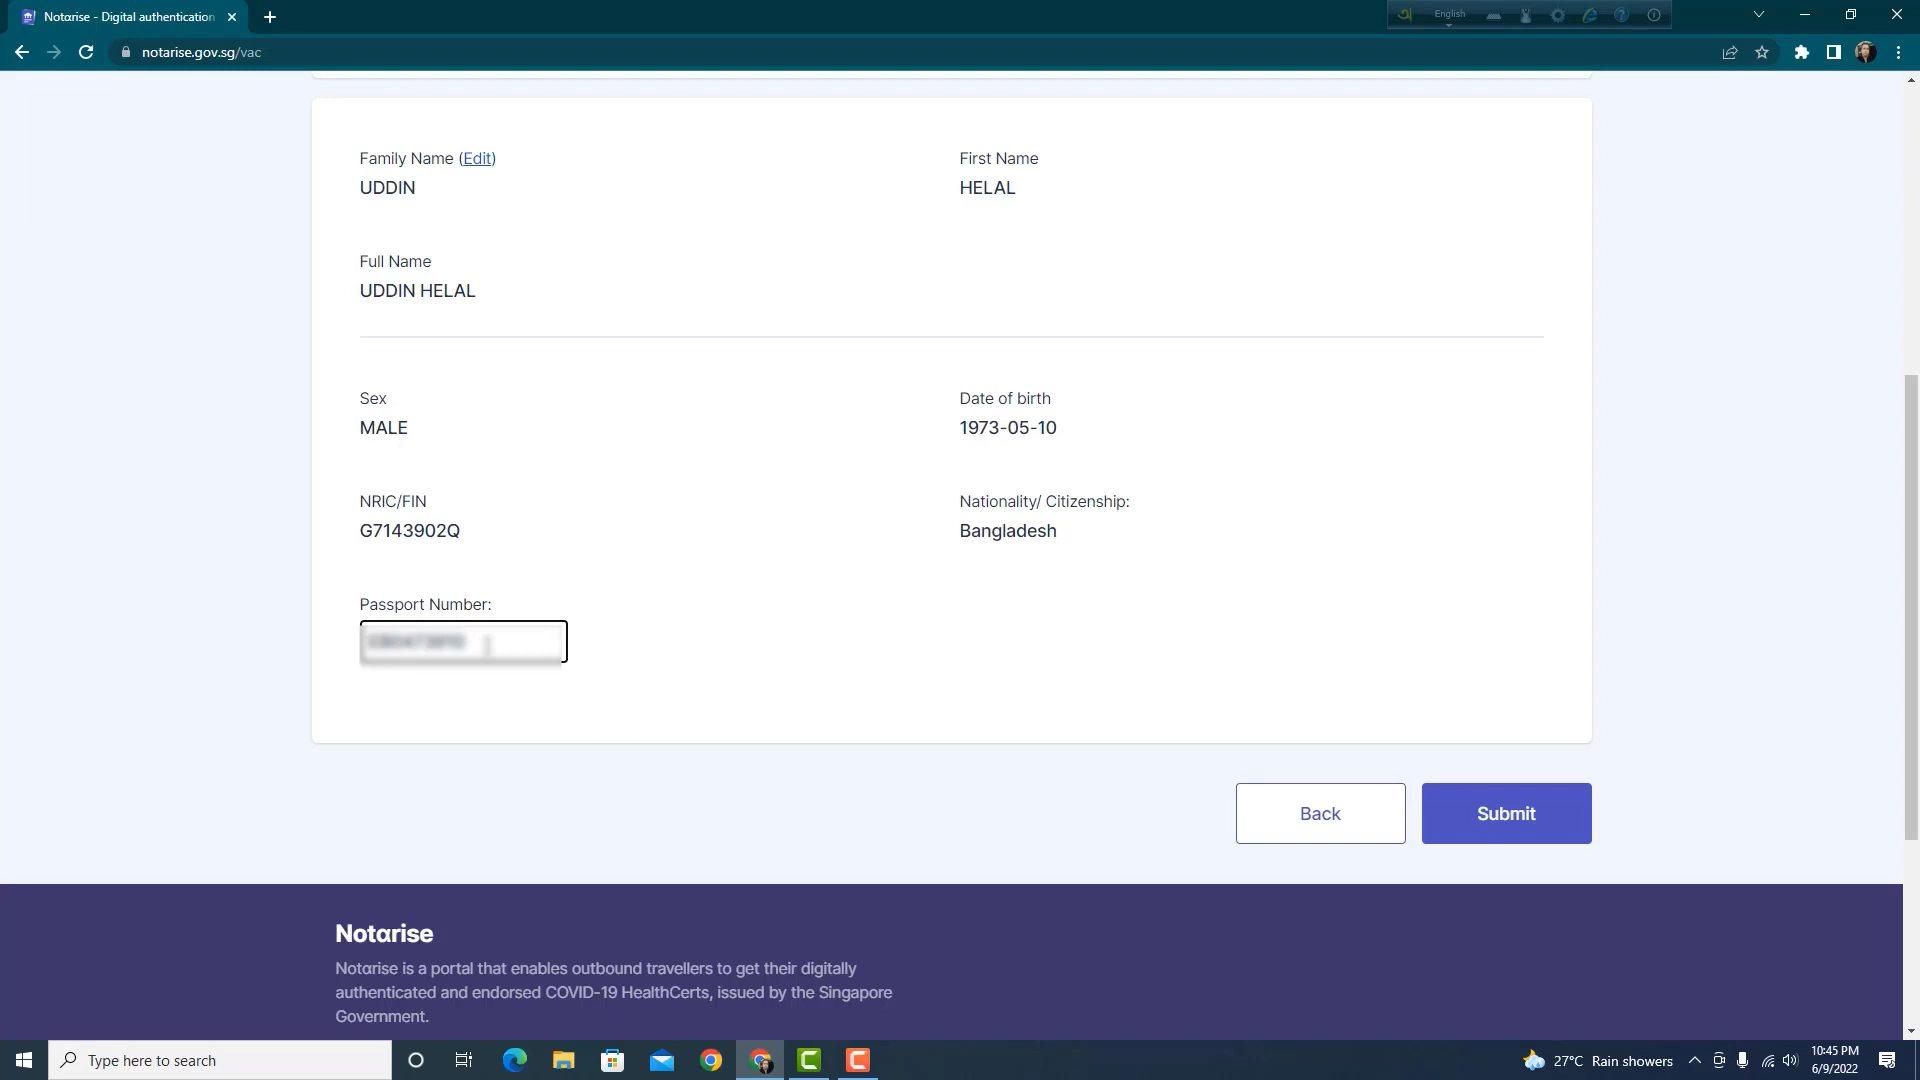 Notαrise - Digital authentication
English
notarise.gov.sg/vac
Family Name (Edit)
First Name
UDDIN
HELAL
Full Name
UDDIN HELAL
Sex
Date of birth
MALE
1973-05-10
NRIC/FIN
Nationality/ Citizenship:
G7143902Q
Bangladesh
Passport Number:
Back
Submit
Notαrise
Notαrise is a portal that enables outbound travellers to get their digitally
authenticated and endorsed COVID-19 HealthCerts, issued by the Singapore
Government.
Type here to search
27°C Rain showers
10:45 PM
6/9/2022